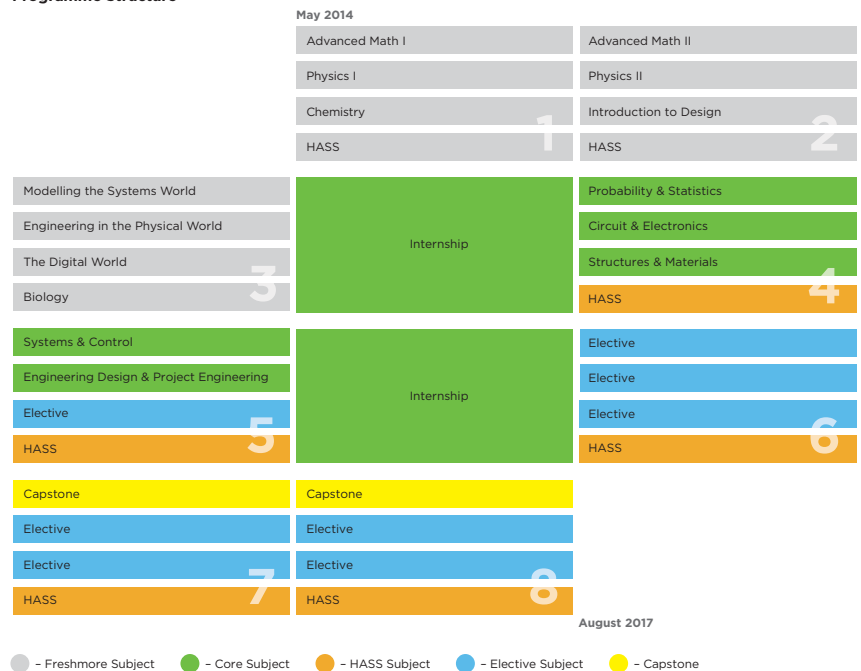 May 2014
Advanced Math I
Physics I
Chemistry
HASS
1
Advanced Math II
Physics II
Introduction to Design
HASS
2
Modelling the Systems World
Engineering in the Physical World
The Digital World
Biology
3
Internship
Probability & Statistics
Circuit & Electronics
Structures & Materials
HASS
4
Systems & Control
Engineering Design & Project Engineering
Elective
HASS
5
Internship
Elective
Elective
Elective
HASS
6
Capstone
Elective
Elective
HASS
7
Capstone
Elective
Elective
HASS
8
August 2017
– Freshmore Subject
– Core Subject
– HASS Subject
– Elective Subject
– Capstone